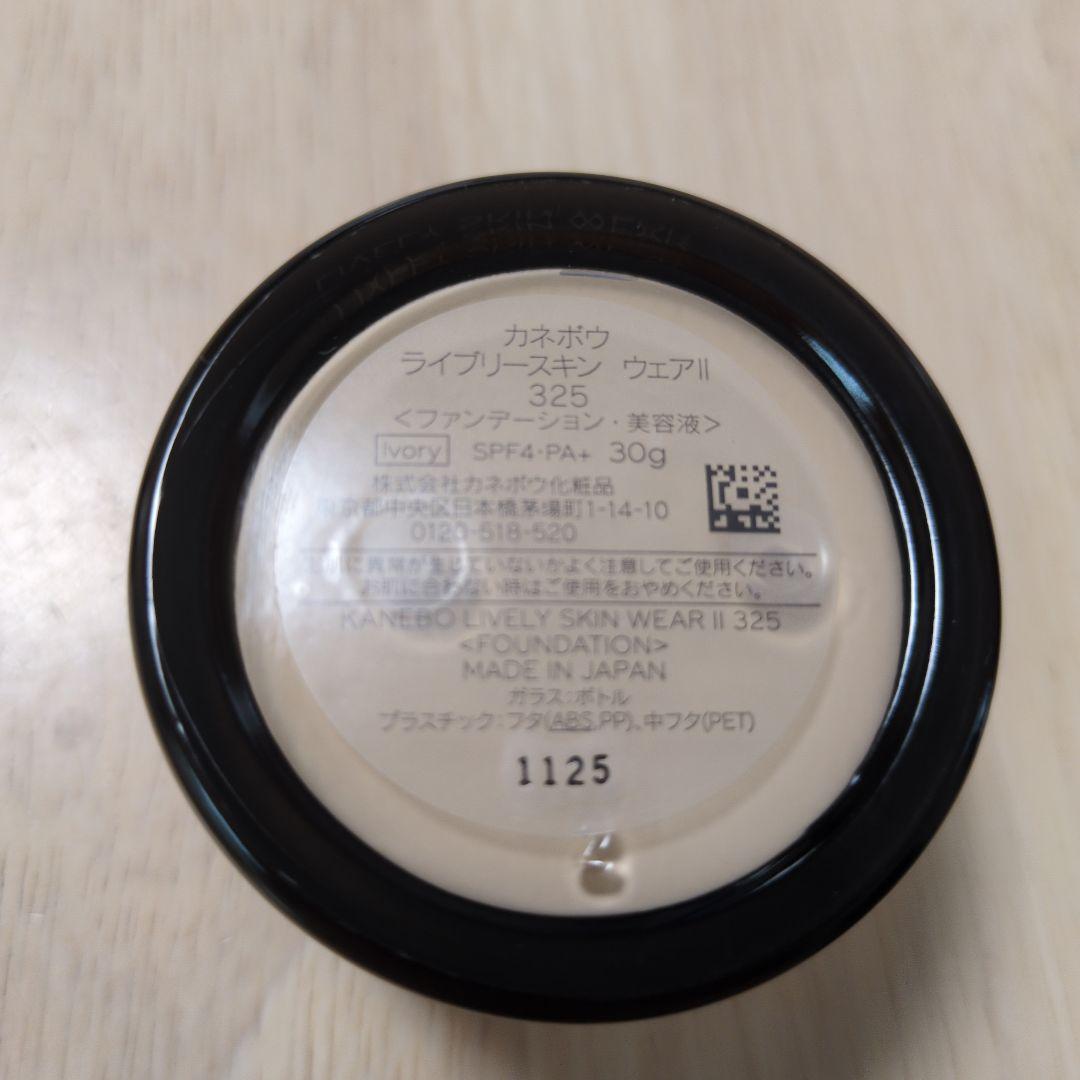 カネボウ
ライブリースキン ウェアⅡ
325
<ファンデーション・美容液>
Ivory SPF4・PA+ 30g
株式会社カネボウ化粧品
東京都中央区日本橋茅場町1-14-10
0120-518-520
に異常が生じていないかよく注意してご使用ください。
お肌に合わない時はご使用をおやめください。
KANEBO LIVELY SKIN WEAR Ⅱ 325
<FOUNDATION>
MADE IN JAPAN
ガラス:ボトル
プラスチック:フタ(ABS,PP)、中フタ(PET)
1125